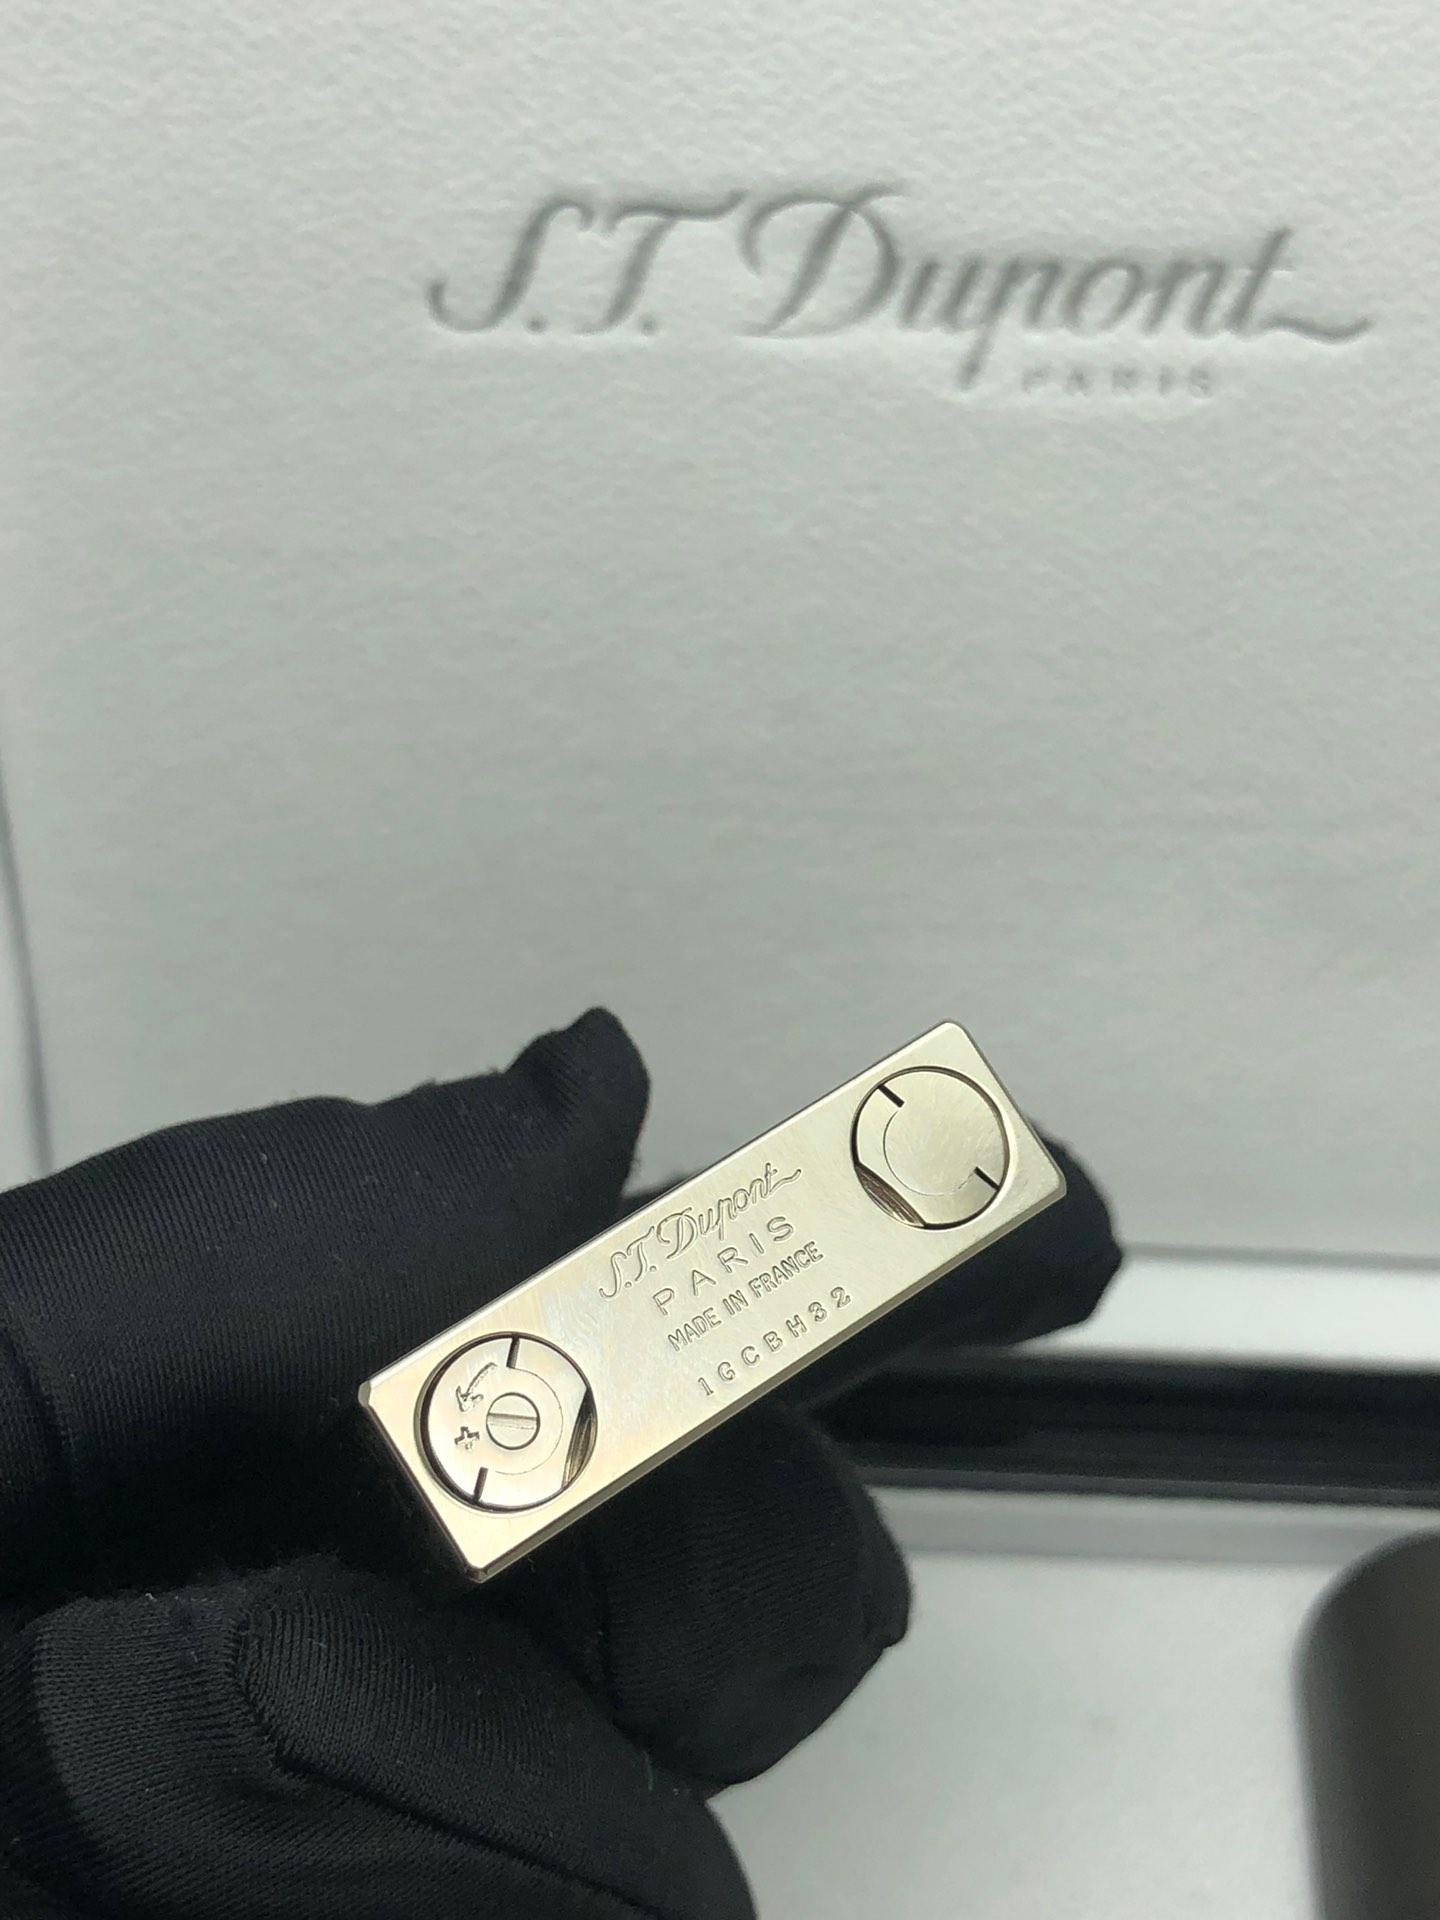 S.T. Dupont
PARIS
S.T. Dupont
PARIS
MADE IN FRANCE
1GCBH32
+